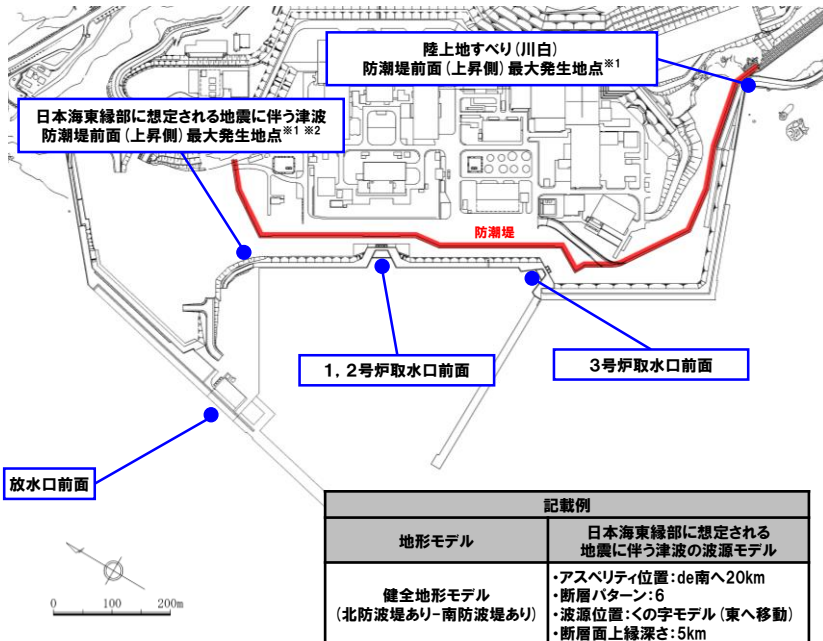 陸上地すべり(川白)
防潮堤前面(上昇側)最大発生地点※1
日本海東縁部に想定される地震に伴う津波
防潮堤前面(上昇側)最大発生地点※1 ※2
防潮堤
1,2号炉取水口前面
3号炉取水口前面
放水口前面
0 100 200m
記載例
地形モデル
日本海東縁部に想定される
地震に伴う津波の波源モデル
健全地形モデル
(北防波堤あり-南防波堤あり)
・アスペリティ位置:de南へ20km
・断層パターン:6
・波源位置:くの字モデル(東へ移動)
・断層面上縁深さ:5km